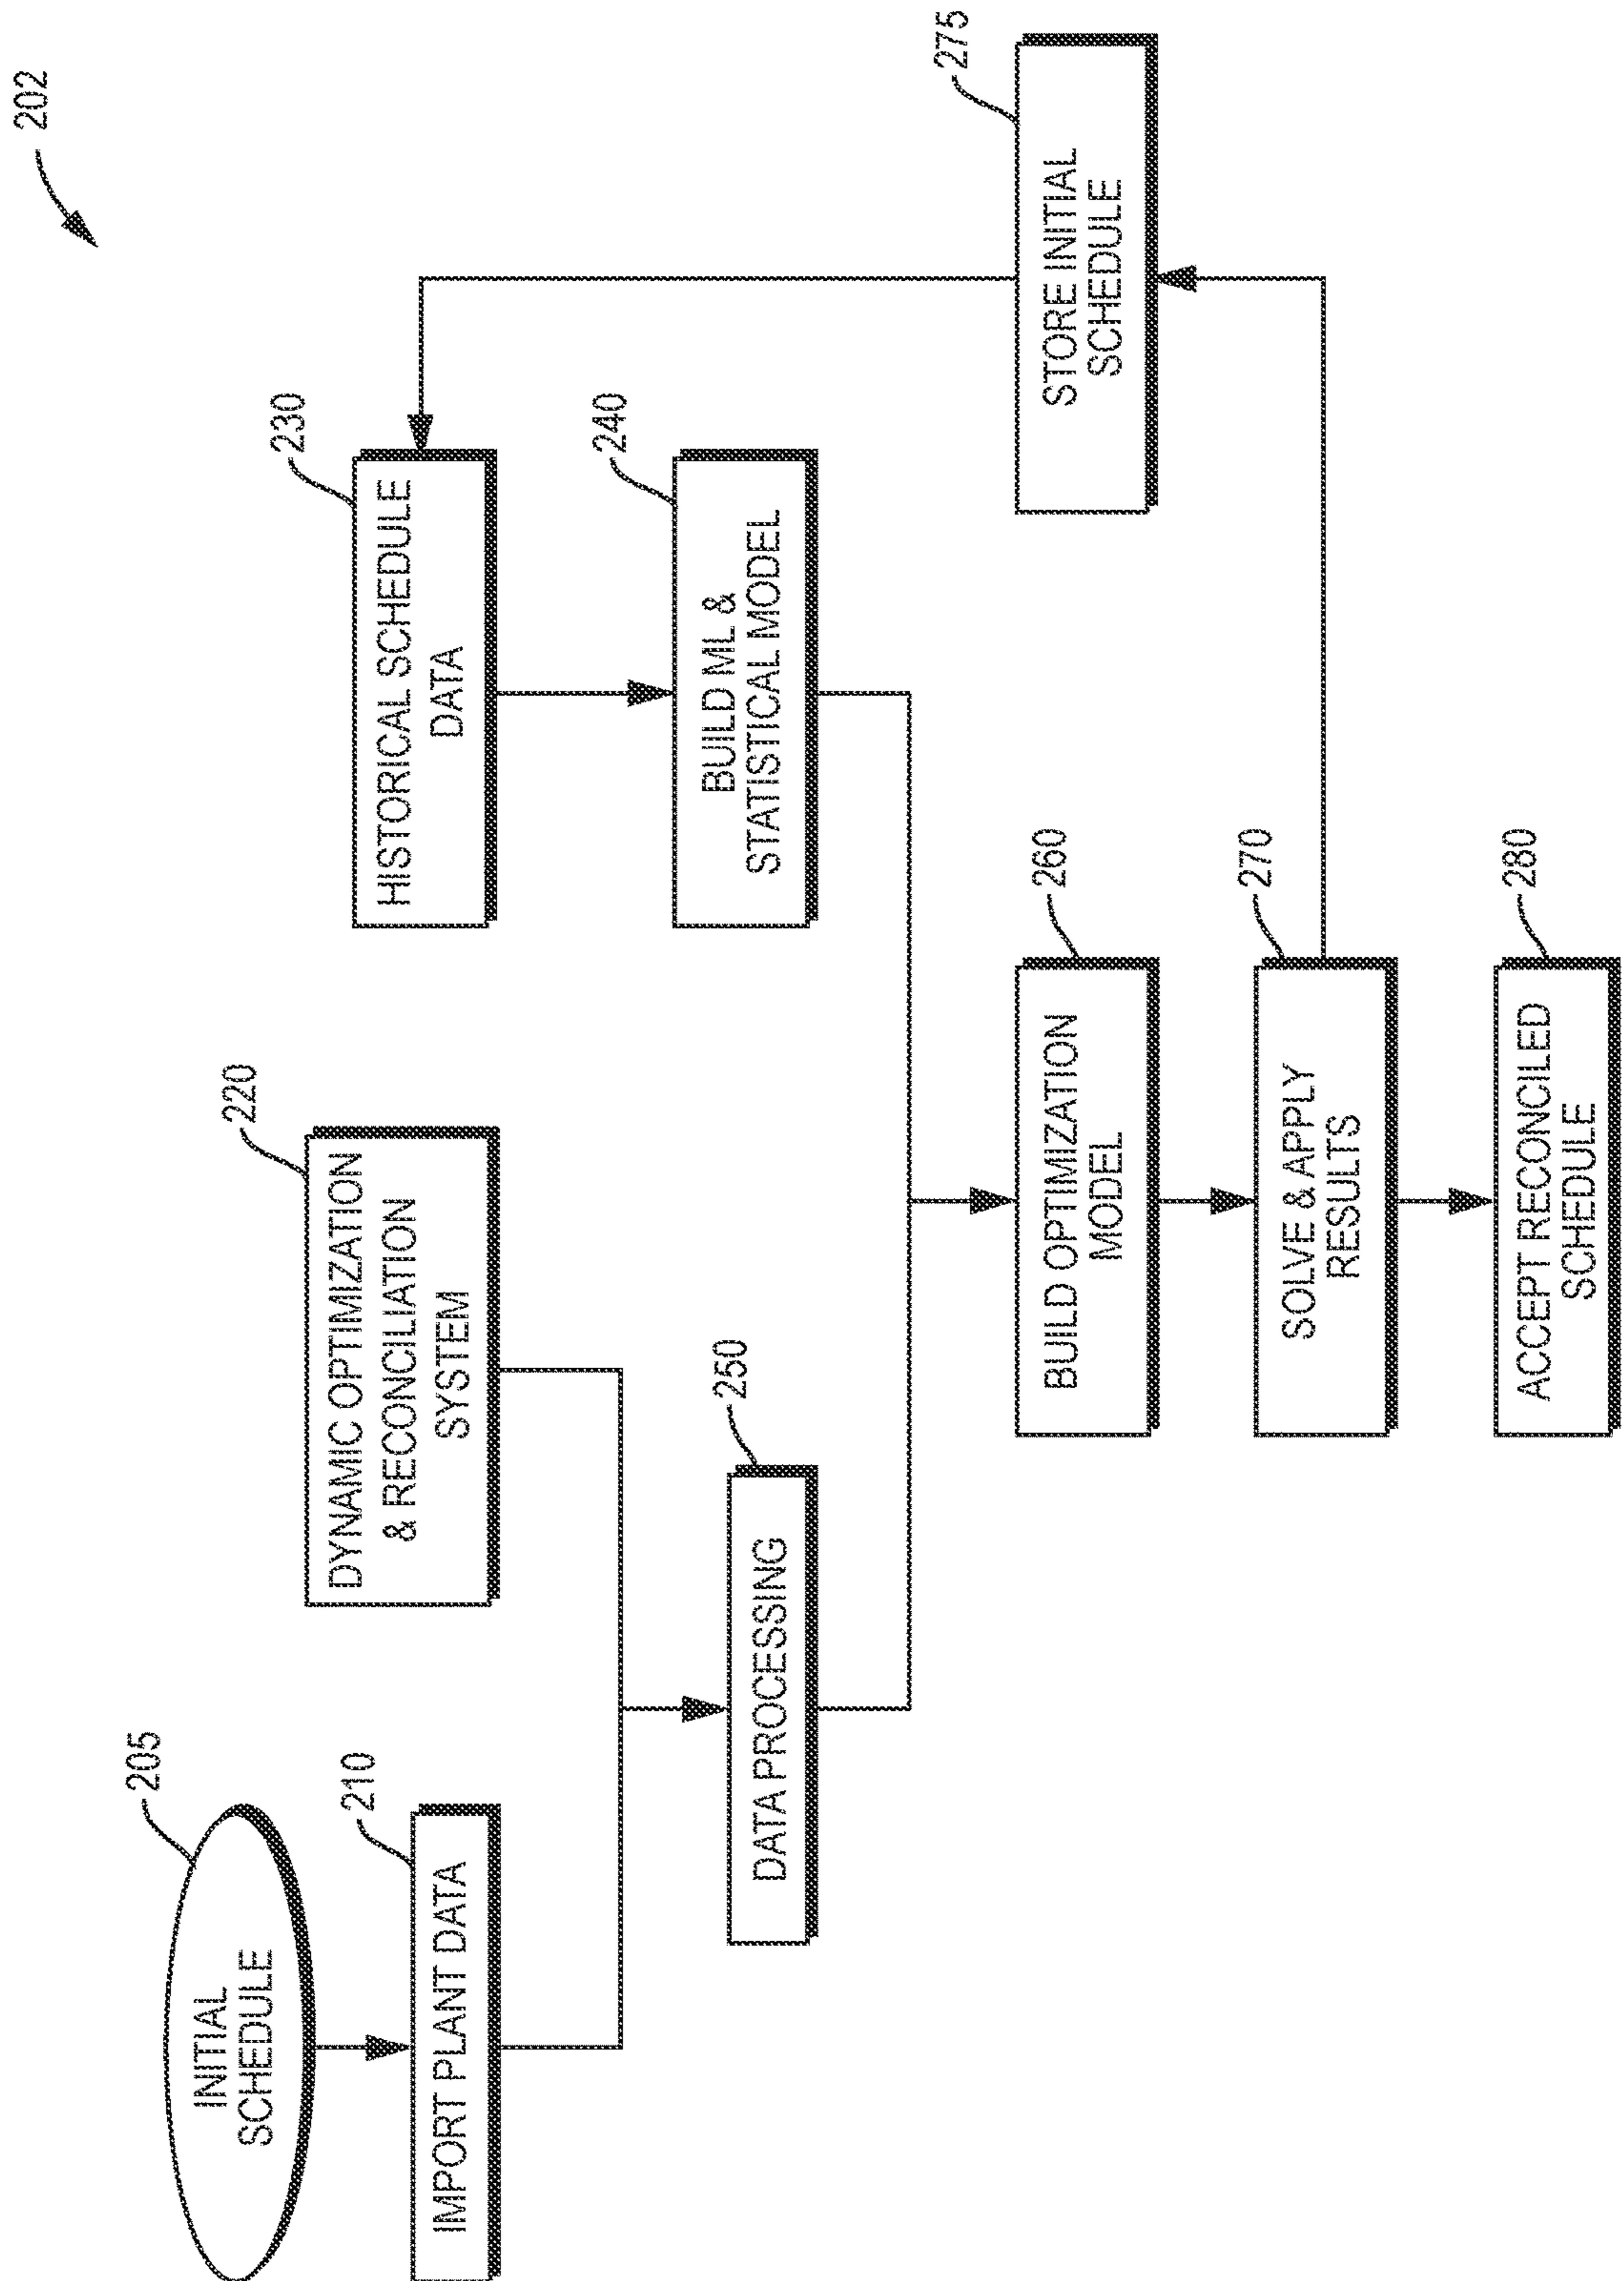 202
205
INITIAL
SCHEDULE
210
IMPORT PLANT DATA
220
DYNAMIC OPTIMIZATION
& RECONCILIATION
SYSTEM
230
HISTORICAL SCHEDULE
DATA
240
BUILD ML &
STATISTICAL MODEL
250
DATA PROCESSING
260
BUILD OPTIMIZATION
MODEL
270
SOLVE & APPLY
RESULTS
275
STORE INITIAL
SCHEDULE
280
ACCEPT RECONCILED
SCHEDULE